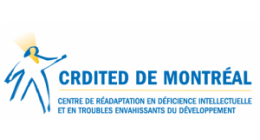 CRDITED DE MONTRÉAL
CENTRE DE RÉADAPTATION EN DÉFICIENCE INTELLECTUELLE
ET EN TROUBLES ENVAHISSANTS DU DÉVELOPPEMENT